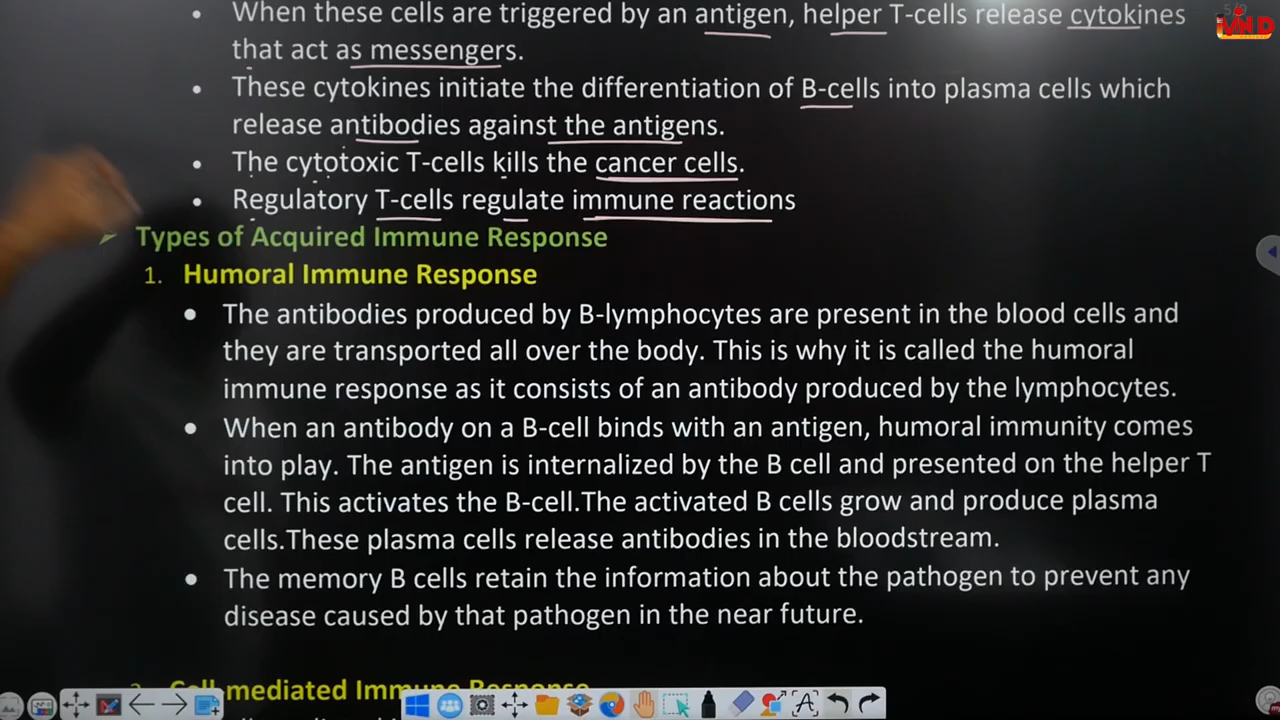 When these cells are triggered by an antigen, helper T-cells release cytokines
that act as messengers.
These cytokines initiate the differentiation of B-cells into plasma cells which
release antibodies against the antigens.
The cytotoxic T-cells kills the cancer cells.
Regulatory T-cells regulate immune reactions
Types of Acquired Immune Response
1. Humoral Immune Response
The antibodies produced by B-lymphocytes are present in the blood cells and
they are transported all over the body. This is why it is called the humoral
immune response as it consists of an antibody produced by the lymphocytes.
When an antibody on a B-cell binds with an antigen, humoral immunity comes
into play. The antigen is internalized by the B cell and presented on the helper T
cell. This activates the B-cell.The activated B cells grow and produce plasma
cells.These plasma cells release antibodies in the bloodstream.
The memory B cells retain the information about the pathogen to prevent any
disease caused by that pathogen in the near future.
Cell-mediated Immune Response